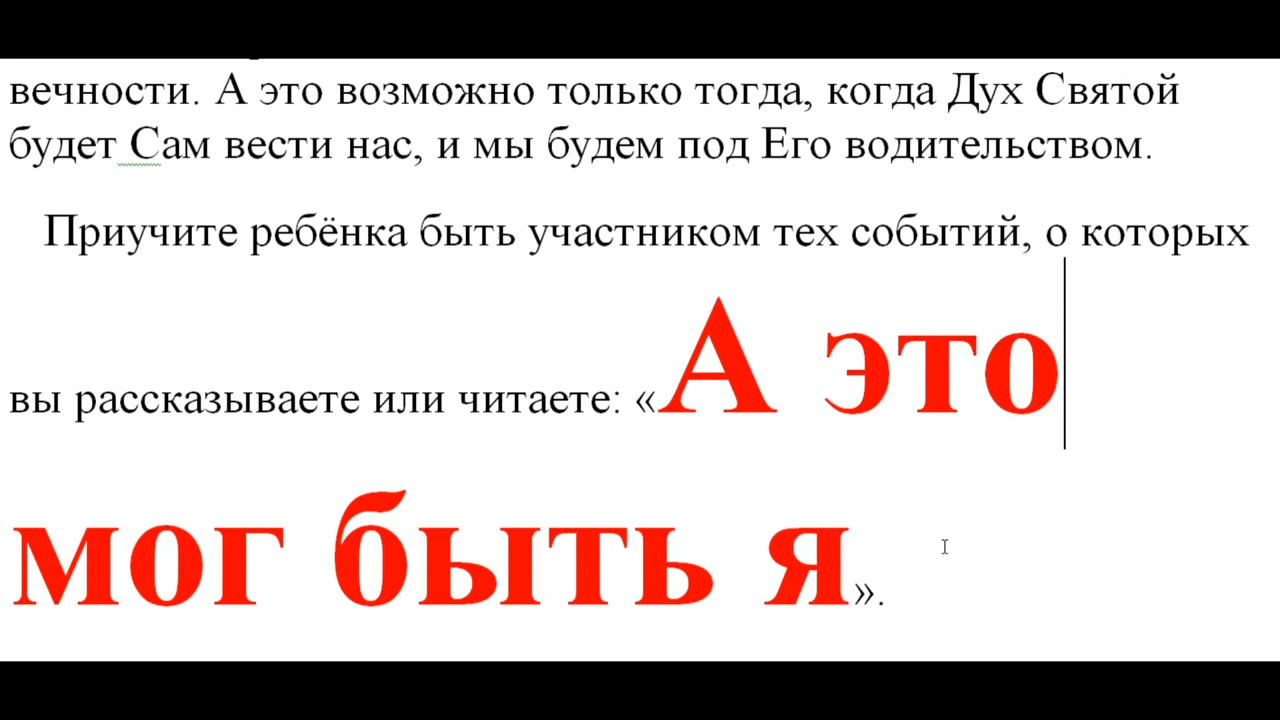 вечности. А это возможно только тогда, когда Дух Святой
будет Сам вести нас, и мы будем под Его водительством.
Приучите ребёнка быть участником тех событий, о которых
вы рассказываете или читаете: «А это
мог быть я».